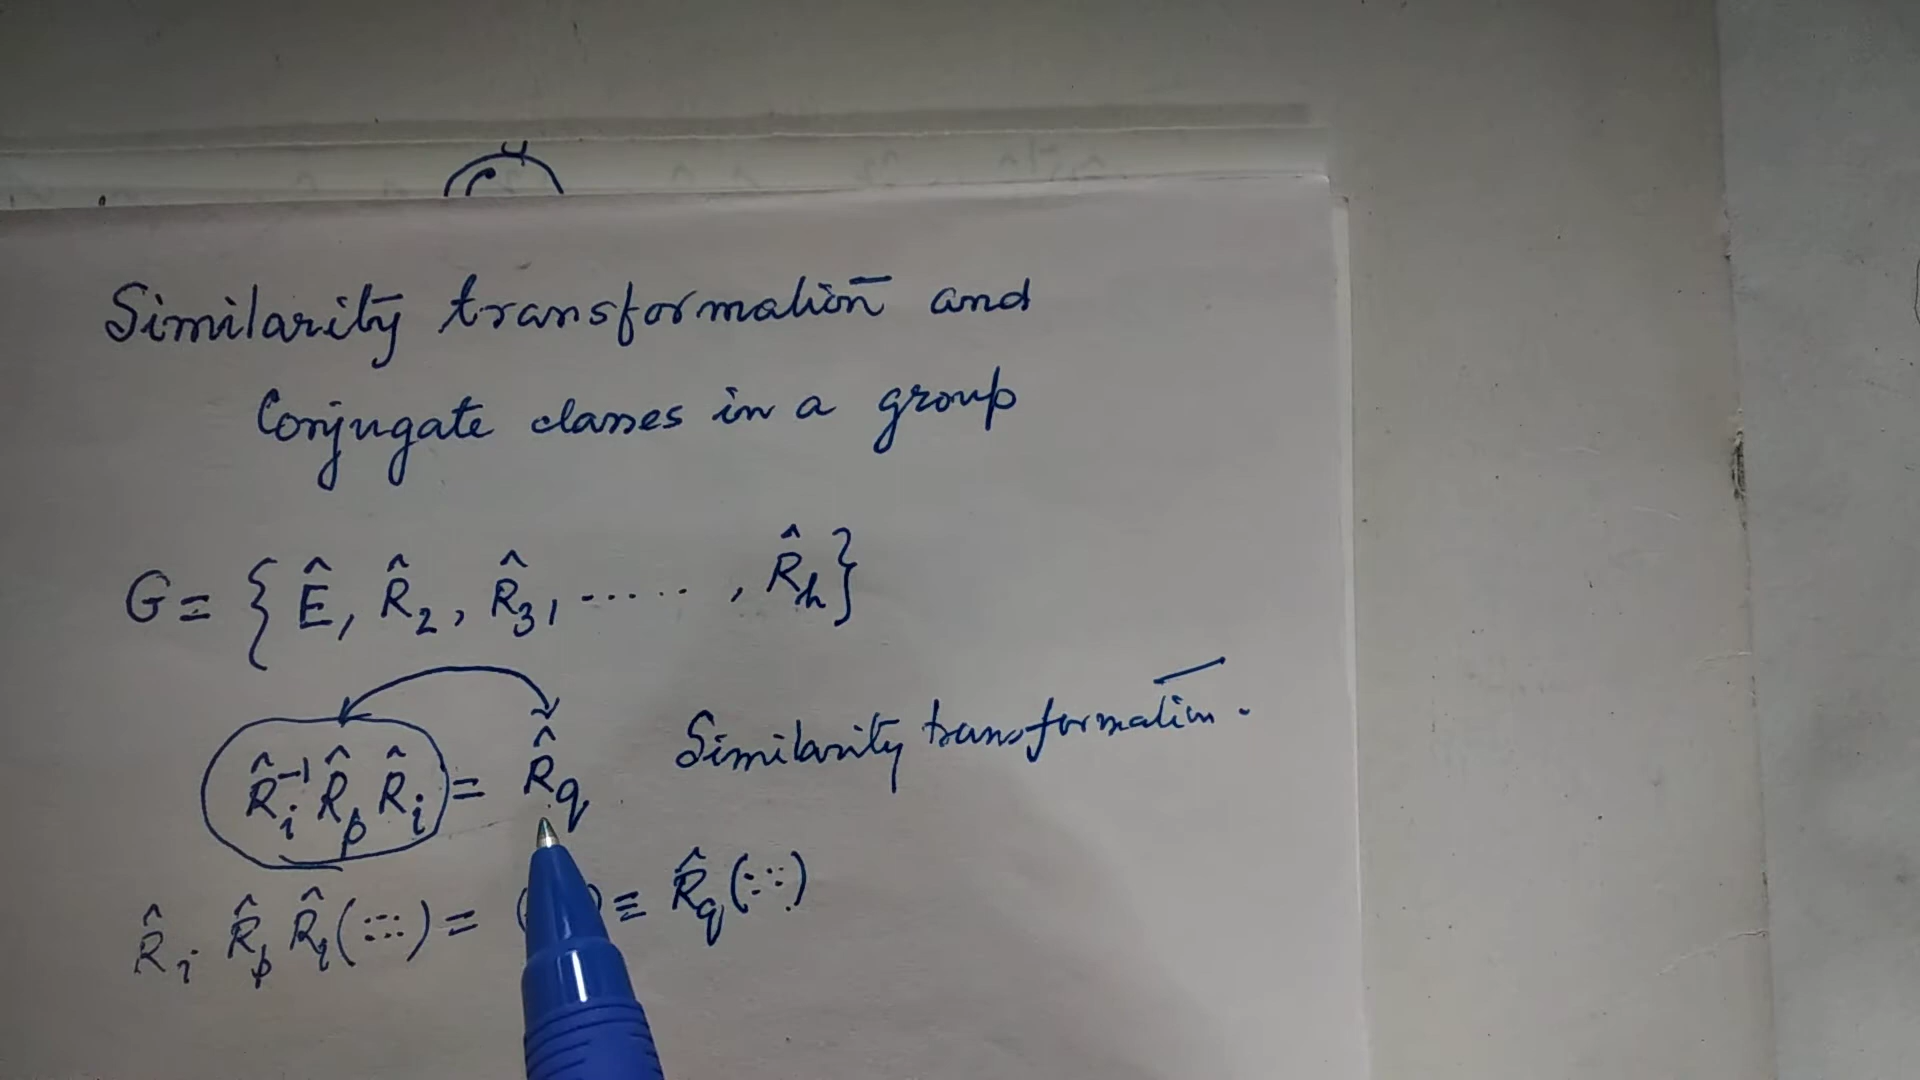 Similarity transformation and
Conjugate classes in a group
G = { Ê, R̂₂, R̂₃, ..... , R̂ₕ}
R̂ᵢ⁻¹ R̂ₚ R̂ᵢ = R̂q Similarity transformation.
R̂ᵢ R̂ₚ R̂ᵢ (:::) = ( ) ≡ R̂q (:::)